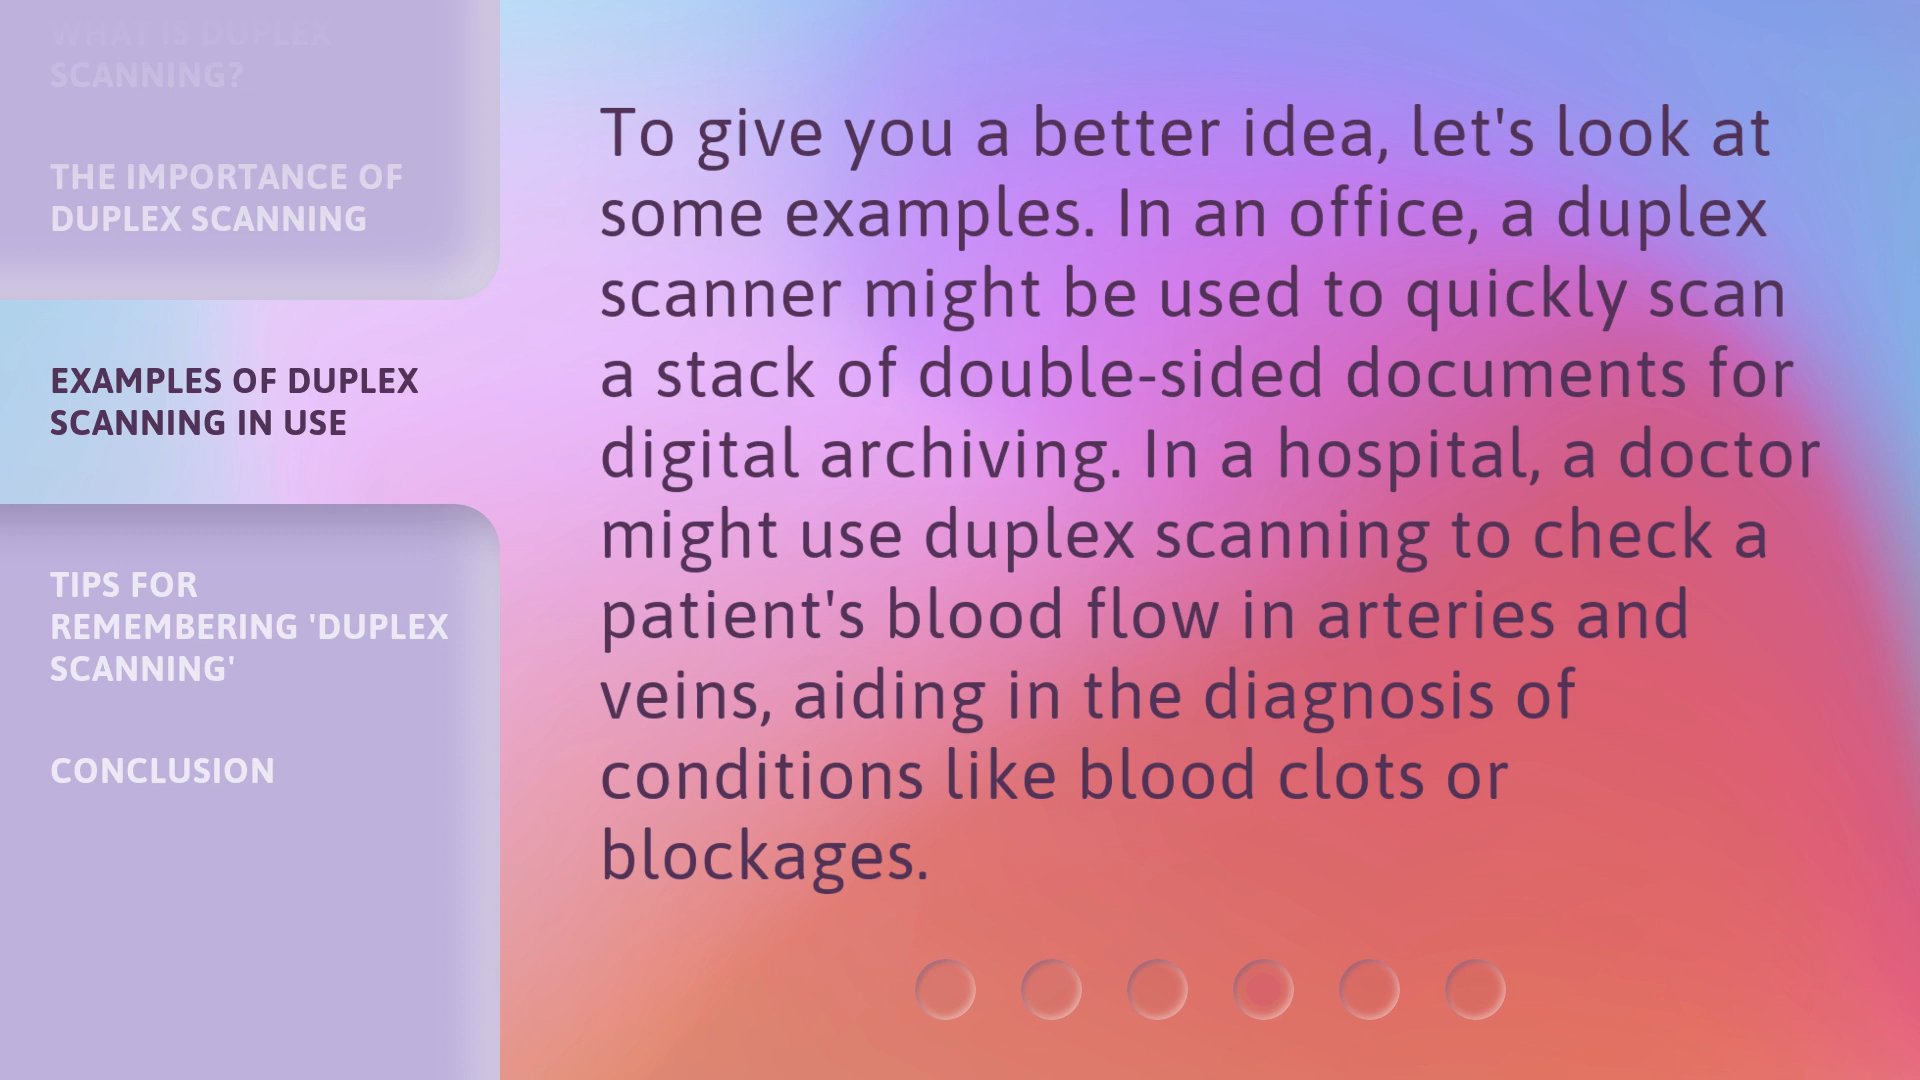 WHAT IS DUPLEX
SCANNING?
THE IMPORTANCE OF
DUPLEX SCANNING
EXAMPLES OF DUPLEX
SCANNING IN USE
TIPS FOR
REMEMBERING 'DUPLEX
SCANNING'
CONCLUSION
To give you a better idea, let's look at
some examples. In an office, a duplex
scanner might be used to quickly scan
a stack of double-sided documents for
digital archiving. In a hospital, a doctor
might use duplex scanning to check a
patient's blood flow in arteries and
veins, aiding in the diagnosis of
conditions like blood clots or
blockages.